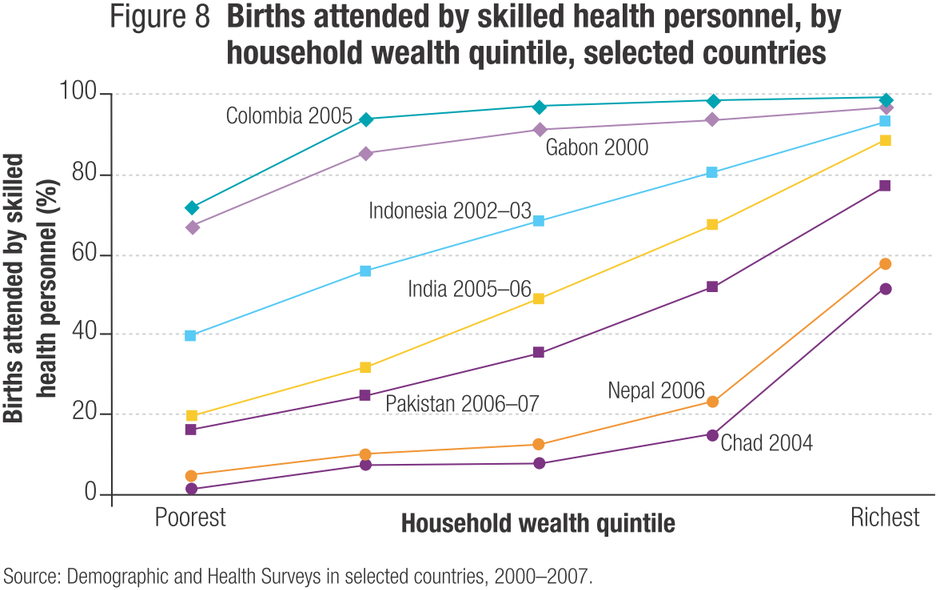 Figure 8 Births attended by skilled health personnel, by
household wealth quintile, selected countries
Births attended by skilled
health personnel (%)
100
80
60
40
20
0
Colombia 2005
Gabon 2000
Indonesia 2002–03
India 2005–06
Pakistan 2006–07
Nepal 2006
Chad 2004
Poorest
Household wealth quintile
Richest
Source: Demographic and Health Surveys in selected countries, 2000–2007.